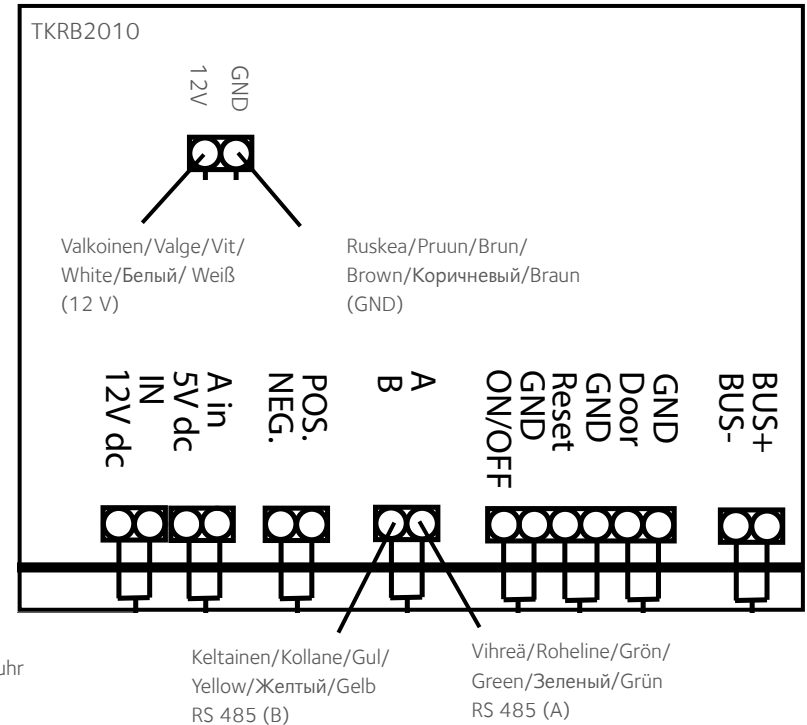 TKRB2010
12V
GND
Valkoinen/Valge/Vit/
White/Белый/ Weiß
(12 V)
Ruskea/Pruun/Brun/
Brown/Коричневый/Braun
(GND)
12V dc
IN
5V dc
A in
NEG.
POS.
B
A
ON/OFF
GND
Reset
GND
Door
GND
BUS-
BUS+
uhr
Keltainen/Kollane/Gul/
Yellow/Желтый/Gelb
RS 485 (B)
Vihreä/Roheline/Grön/
Green/Зеленый/Grün
RS 485 (A)